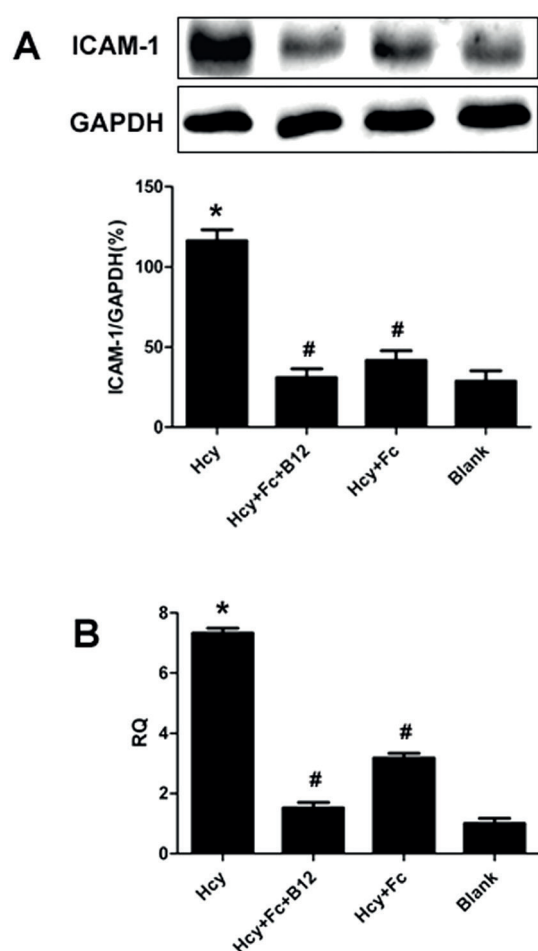 A
ICAM-1
GAPDH
ICAM-1/GAPDH(%)
150
100
50
0
*
#
#
Hcy
Hcy+Fc+B12
Hcy+Fc
Blank
B
RQ
8
6
4
2
0
*
#
#
Hcy
Hcy+Fc+B12
Hcy+Fc
Blank